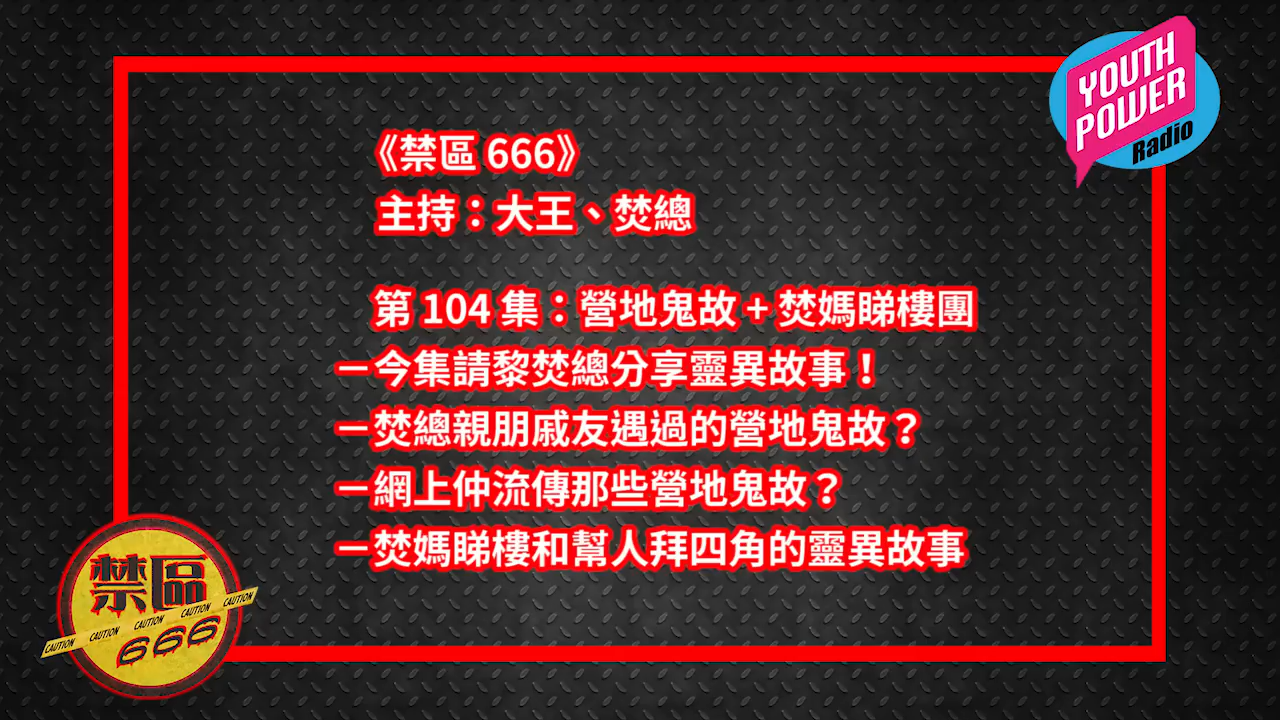 YOUTH
POWER
Radio
《禁區 666》
主持：大王、焚總
第 104 集：營地鬼故 + 焚媽睇樓團
－今集請黎焚總分享靈異故事！
－焚總親朋戚友遇過的營地鬼故？
－網上仲流傳那些營地鬼故？
－焚媽睇樓和幫人拜四角的靈異故事
禁區
CAUTION CAUTION CAUTION CAUTION CAUTION
666